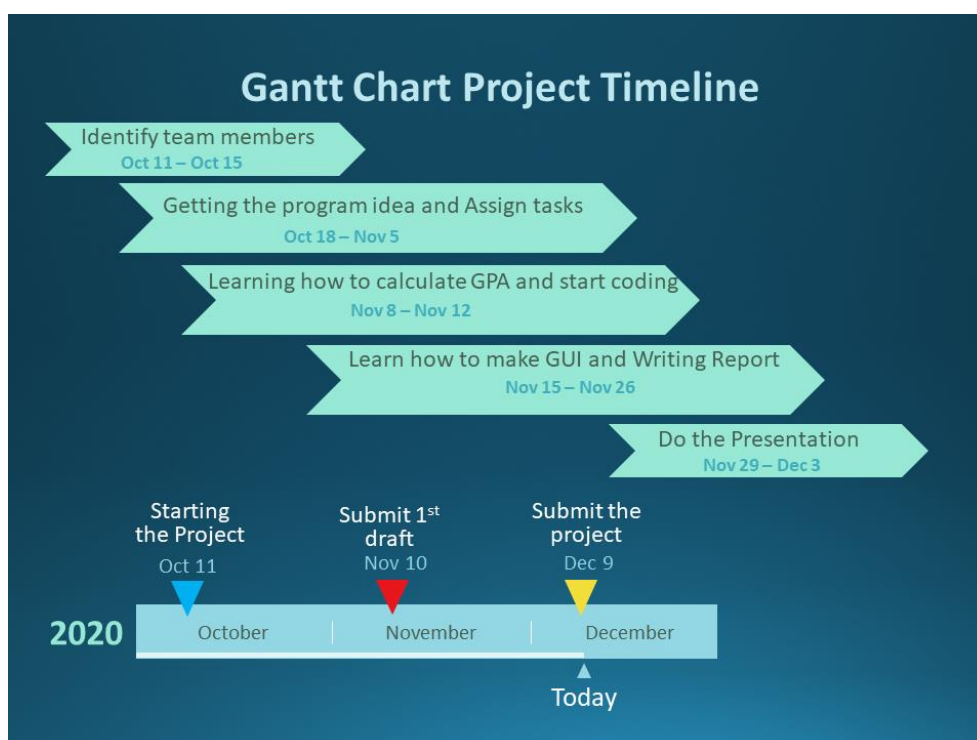 Gantt Chart Project Timeline
Identify team members
Oct 11 – Oct 15
Getting the program idea and Assign tasks
Oct 18 – Nov 5
Learning how to calculate GPA and start coding
Nov 8 – Nov 12
Learn how to make GUI and Writing Report
Nov 15 – Nov 26
Do the Presentation
Nov 29 – Dec 3
Starting
the Project
Oct 11
Submit 1st
draft
Nov 10
Submit the
project
Dec 9
2020
October
November
December
Today